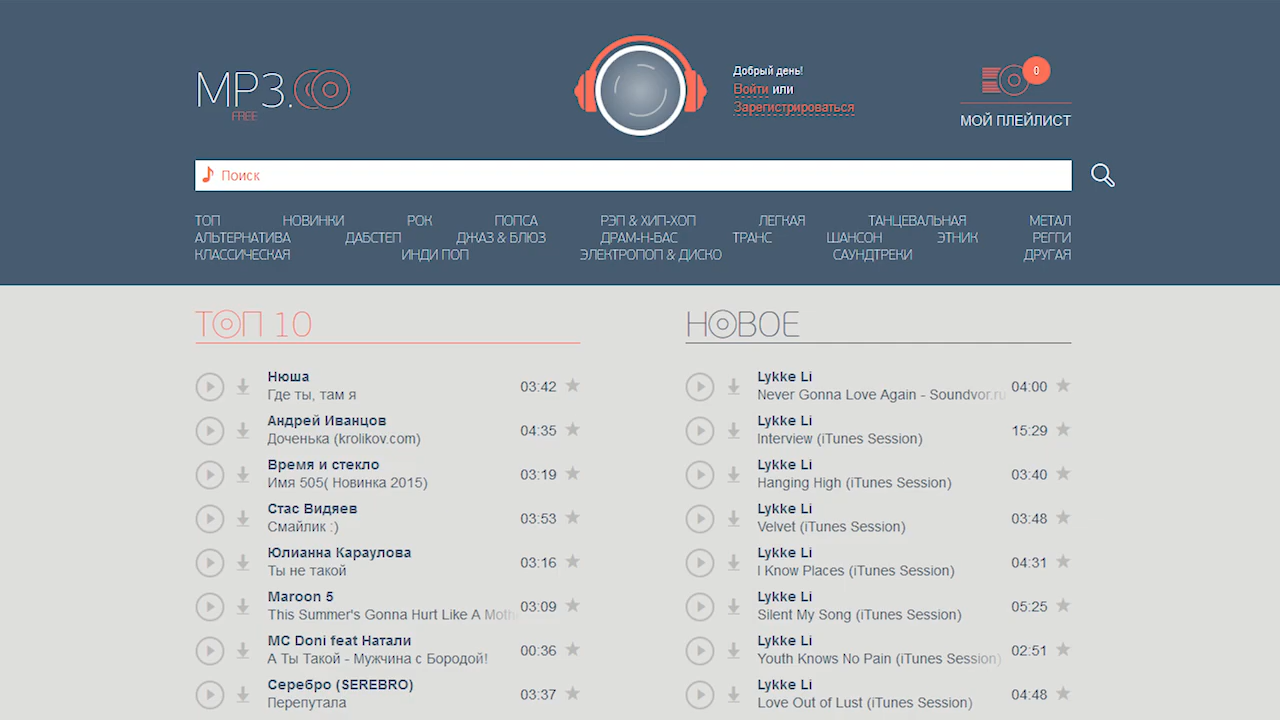 MP3.
FREE
Добрый день!
Войти или
Зарегистрироваться
0
МОЙ ПЛЕЙЛИСТ
Поиск
ТОП НОВИНКИ РОК ПОПСА РЭП & ХИП-ХОП ЛЕГКАЯ ТАНЦЕВАЛЬНАЯ МЕТАЛ
АЛЬТЕРНАТИВА ДАБСТЕП ДЖАЗ & БЛЮЗ ДРАМ-Н-БАС ТРАНС ШАНСОН ЭТНИК РЕГГИ
КЛАССИЧЕСКАЯ ИНДИ ПОП ЭЛЕКТРОПОП & ДИСКО САУНДТРЕКИ ДРУГАЯ
ТОП 10
Нюша
Где ты, там я 03:42
Андрей Иванцов
Доченька (krolikov.com) 04:35
Время и стекло
Имя 505( Новинка 2015) 03:19
Стас Видяев
Смайлик :) 03:53
Юлианна Караулова
Ты не такой 03:16
Maroon 5
This Summer's Gonna Hurt Like A Moth 03:09
MC Doni feat Натали
А Ты Такой - Мужчина с Бородой! 00:36
Серебро (SEREBRO)
Перепутала 03:37
НОВОЕ
Lykke Li
Never Gonna Love Again - Soundvor.ru 04:00
Lykke Li
Interview (iTunes Session) 15:29
Lykke Li
Hanging High (iTunes Session) 03:40
Lykke Li
Velvet (iTunes Session) 03:48
Lykke Li
I Know Places (iTunes Session) 04:31
Lykke Li
Silent My Song (iTunes Session) 05:25
Lykke Li
Youth Knows No Pain (iTunes Session) 02:51
Lykke Li
Love Out of Lust (iTunes Session) 04:48